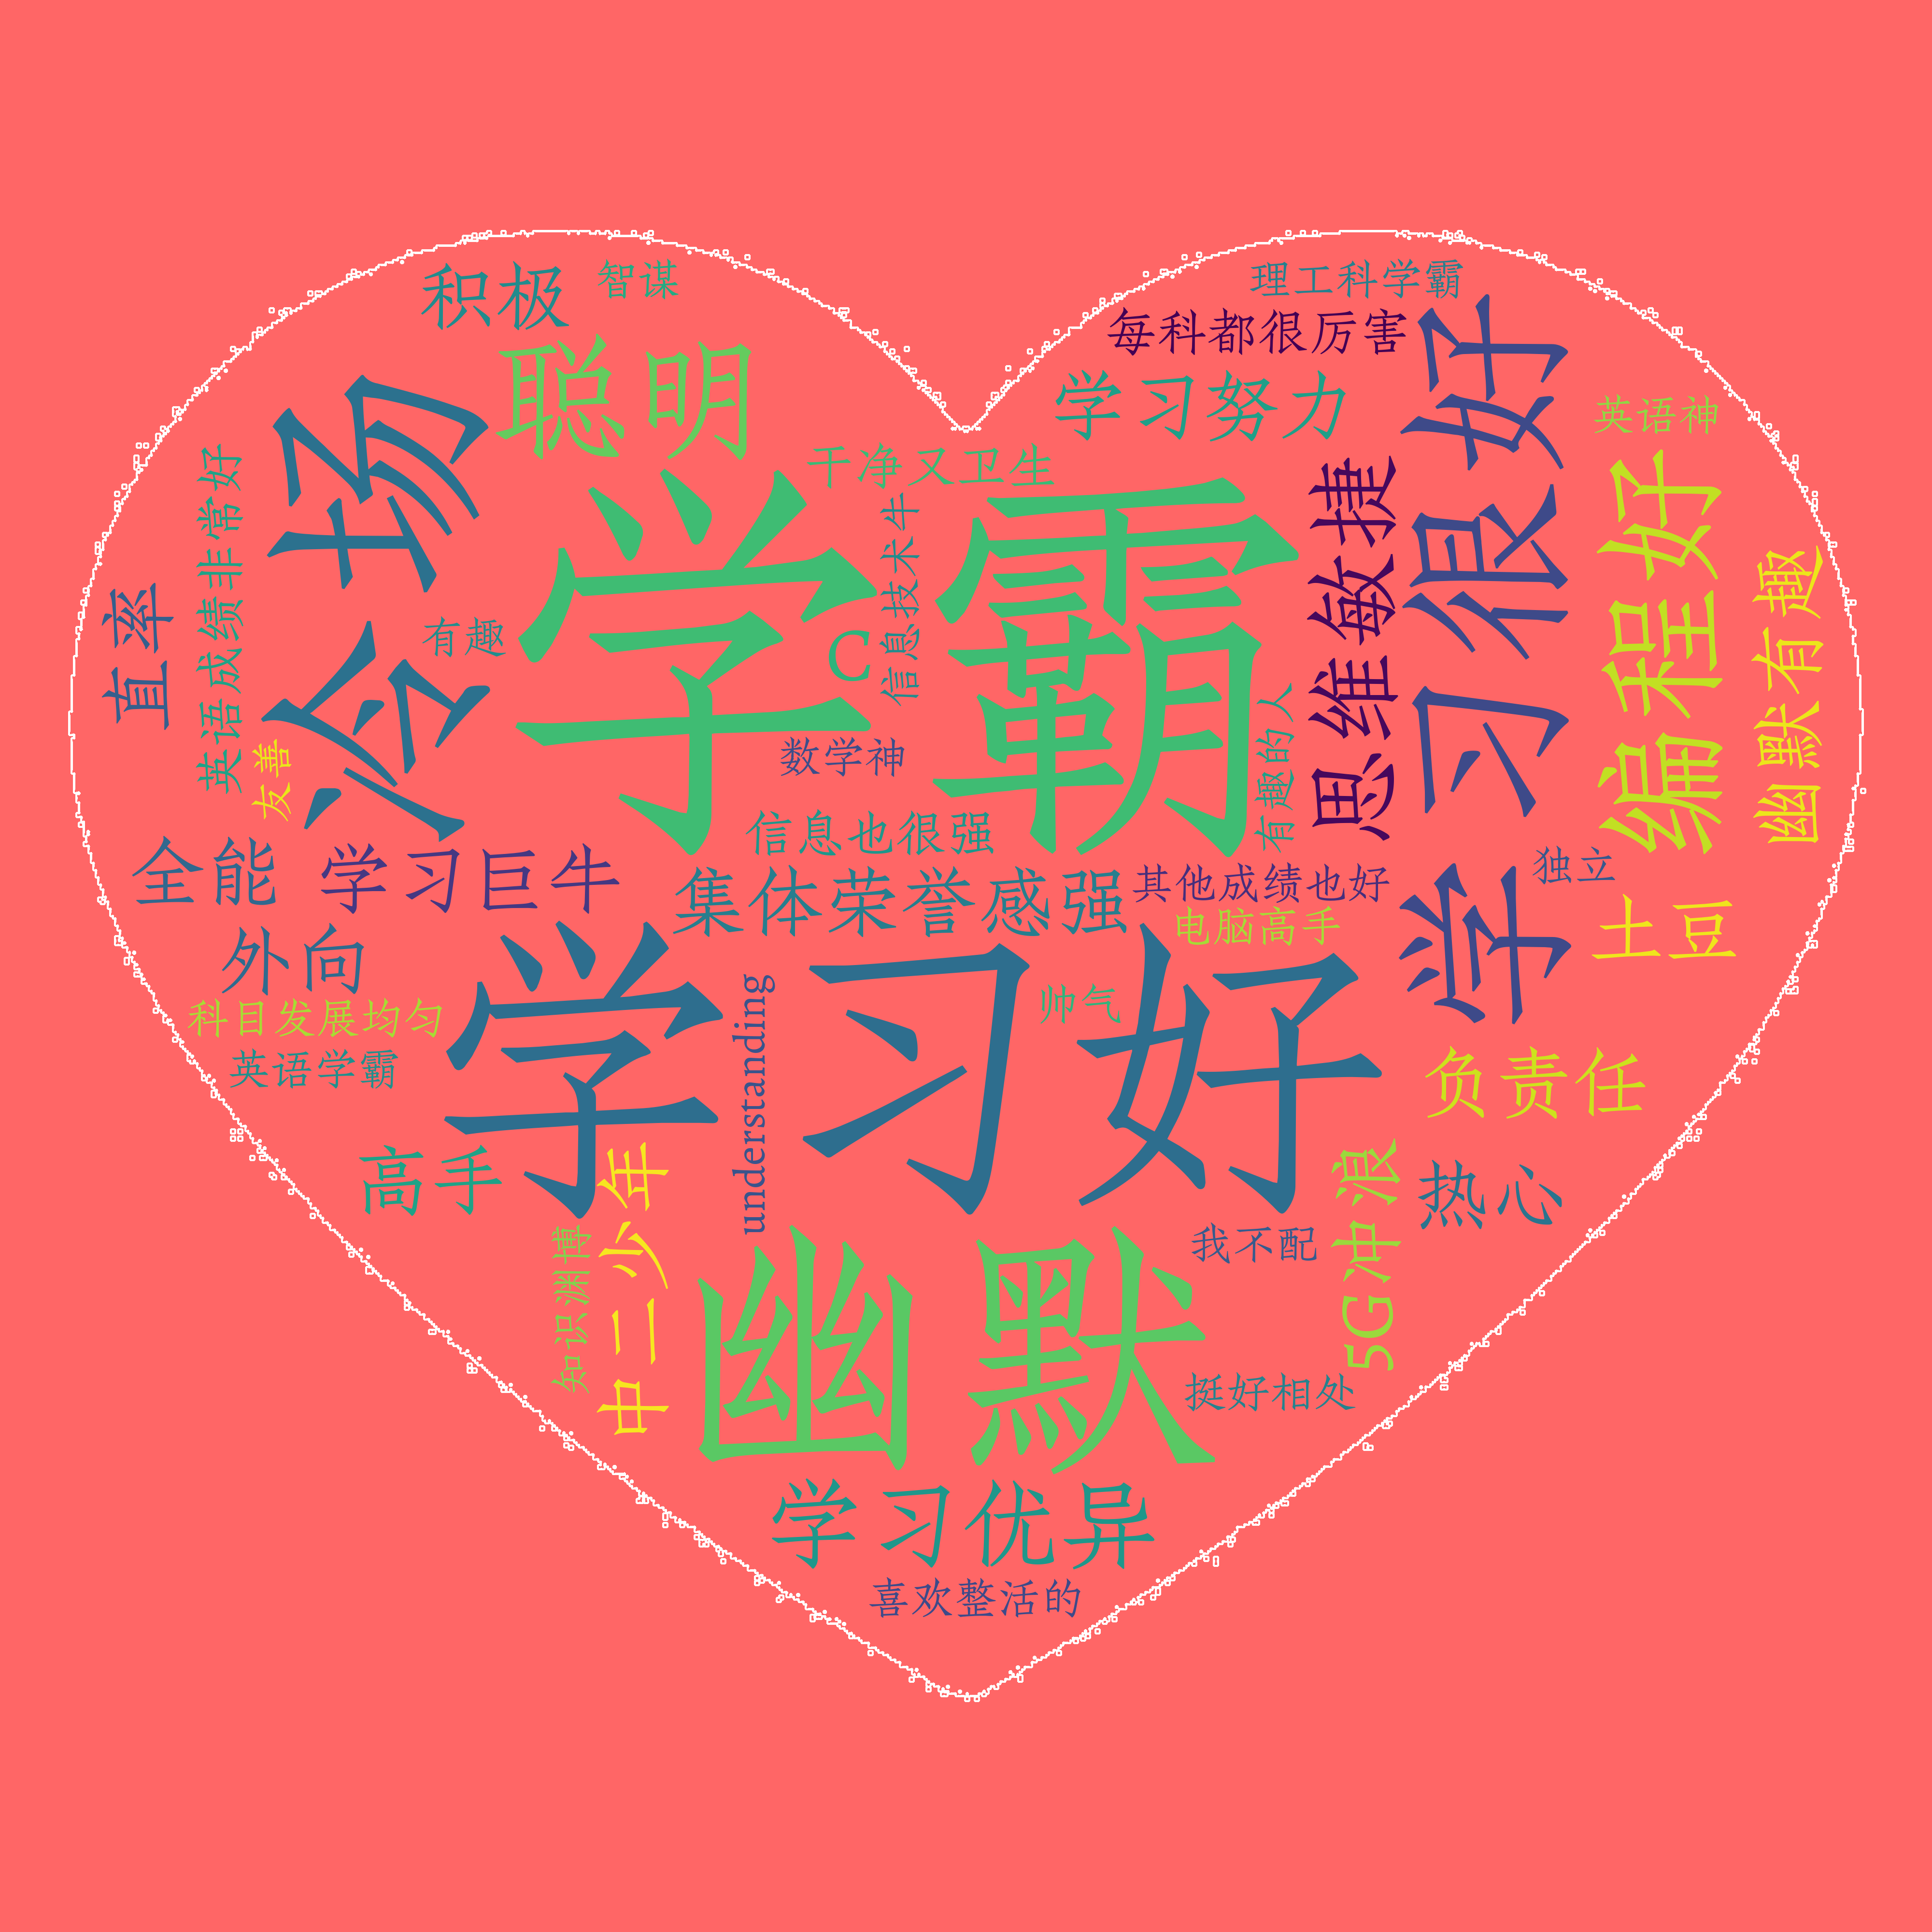 积极
智谋
理工科学霸
每科都很厉害
聪明
学习努力
英语神
冷场
干净又卫生
学霸
信息技术大牛
思维敏捷
学习很好
编程好
幽默有趣
英语成绩非常好
直率
有趣
C
友善
数学神
有趣的人
信息也很强
全能
学习巨牛
集体荣誉感强
其他成绩也好
独立
电脑高手
土豆
外向
学习好
帅气
understanding
科目发展均匀
英语学霸
负责任
高手
中二少年
5G冲浪
热心
知识渊博
我不配
幽默
挺好相处
学习优异
喜欢整活的